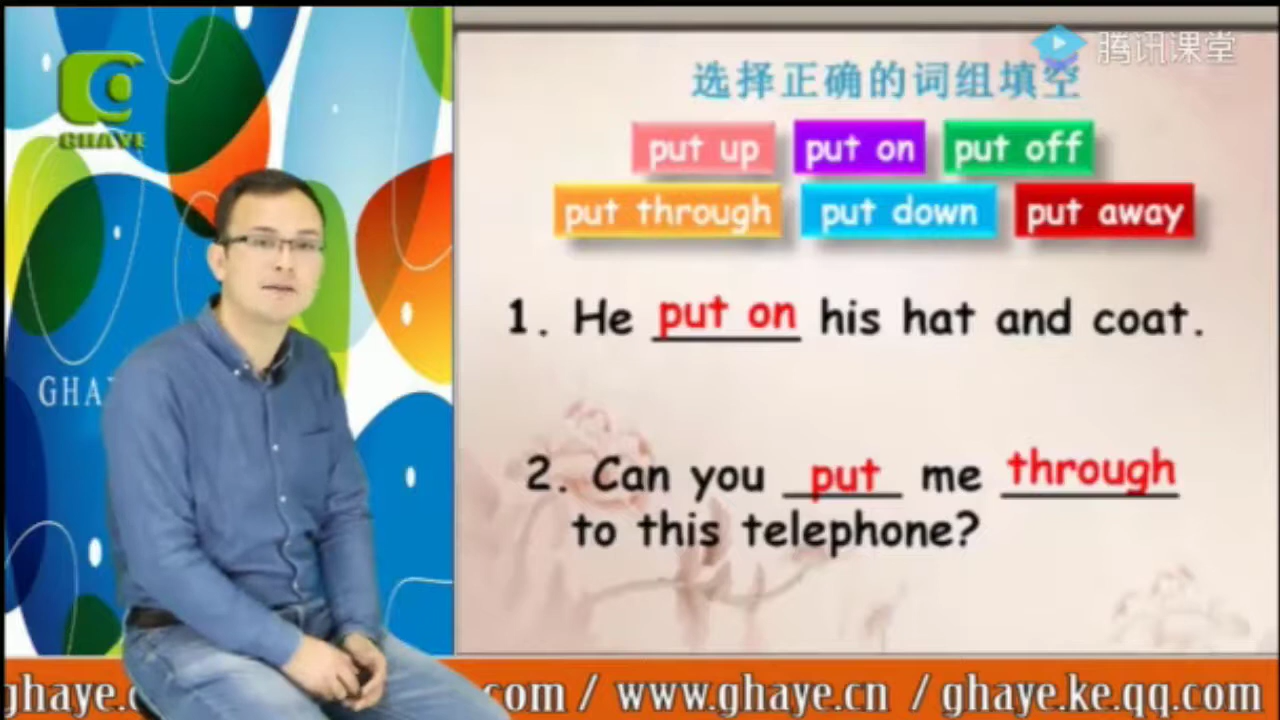 GHAYE
腾讯课堂
选择正确的词组填空
put up put on put off
put through put down put away
1. He put on his hat and coat.
GHA
2. Can you put me through
to this telephone?
ghaye.c com / www.ghaye.cn / ghaye.ke.qq.com